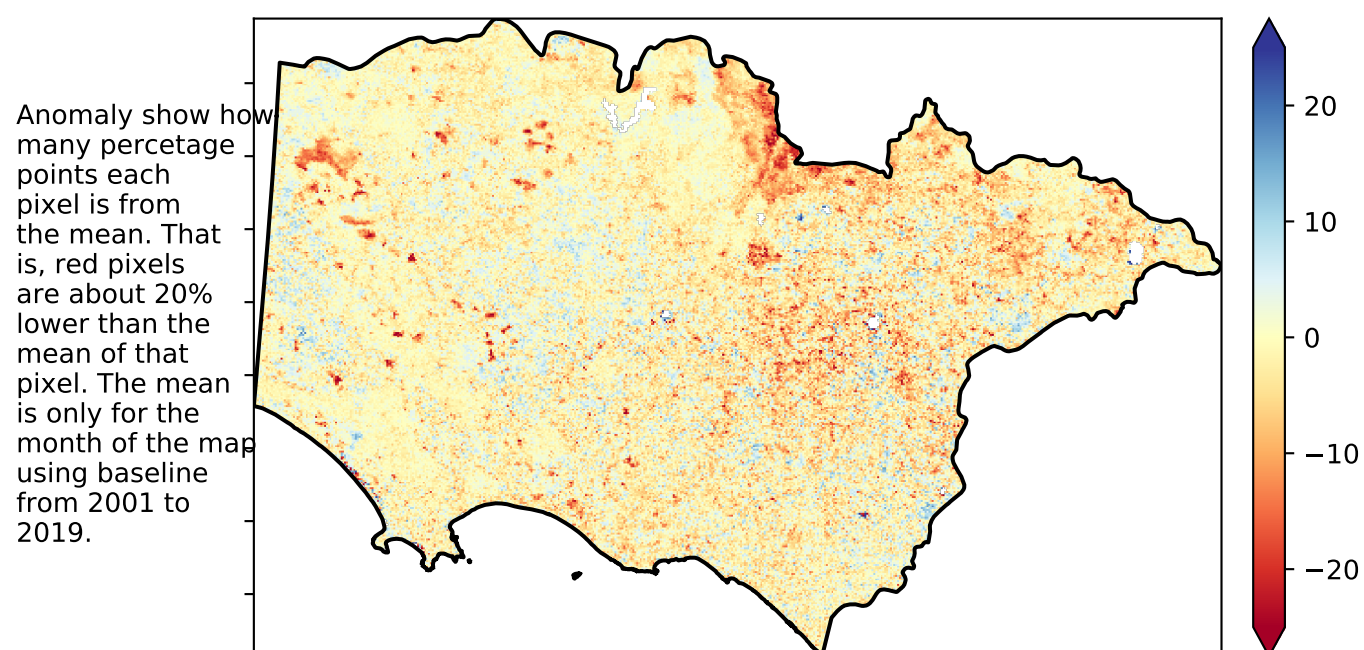 Anomaly show how
many percetage
points each
pixel is from
the mean. That
is, red pixels
are about 20%
lower than the
mean of that
pixel. The mean
is only for the
month of the map
using baseline
from 2001 to
2019.
20
10
0
−10
−20